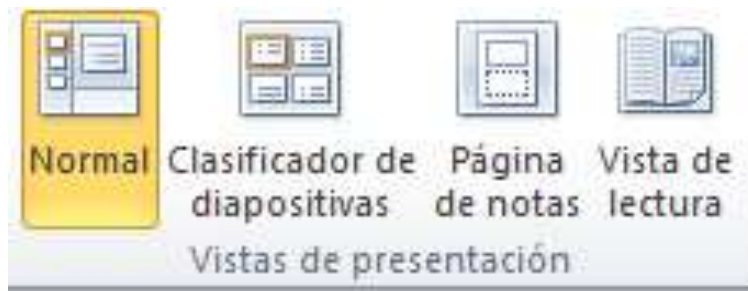 Normal
Clasificador de diapositivas
Página de notas
Vista de lectura
Vistas de presentación